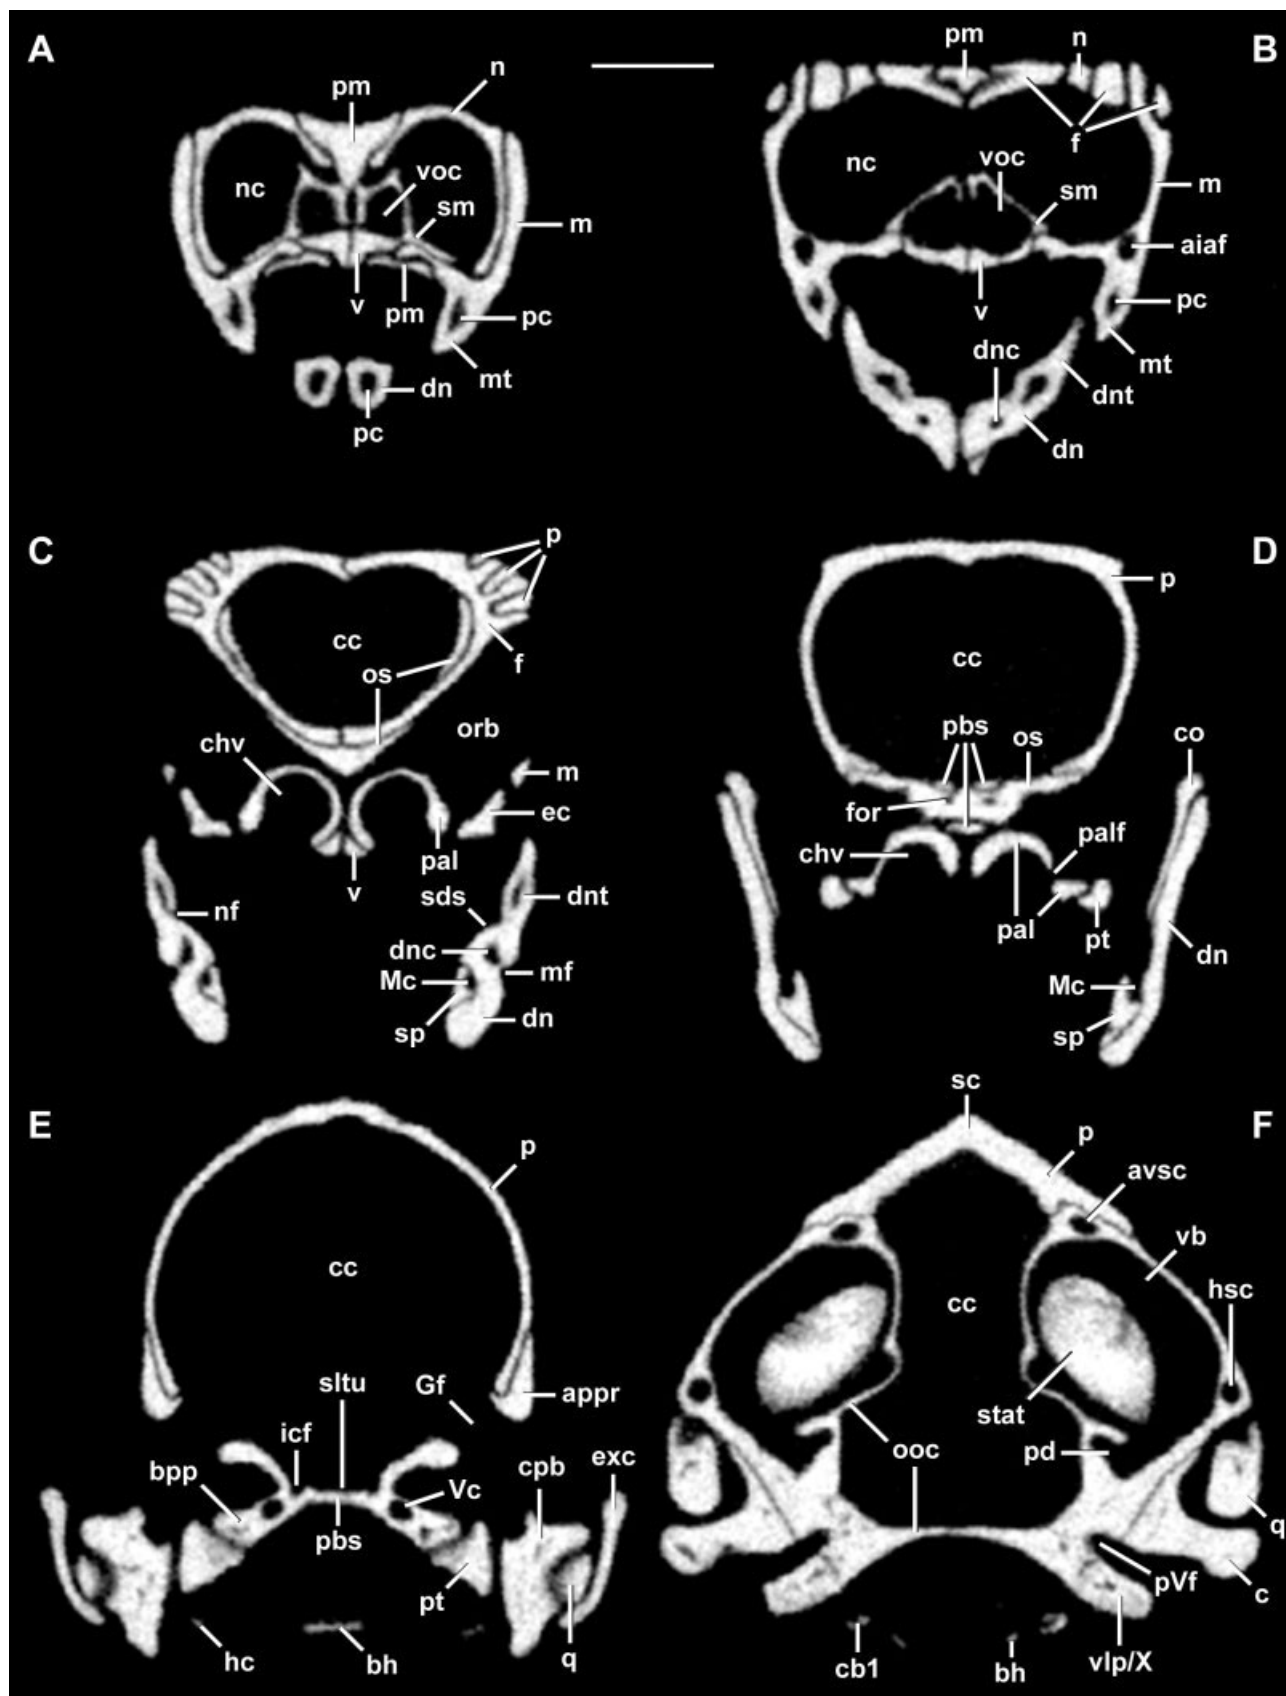 A
pm
n
nc
voc
sm
m
v
pm
pc
mt
dn
pc
B
pm
n
f
nc
voc
sm
m
aiaf
pc
v
mt
dnc
dnt
dn
C
p
cc
f
os
orb
chv
m
ec
pal
v
sds
dnt
nf
dnc
Mc
mf
sp
dn
D
p
cc
pbs
os
co
for
chv
palf
pal
pt
dn
Mc
sp
E
p
cc
sltu
Gf
appr
icf
bpp
Vc
cpb
exc
pbs
pt
hc
bh
q
F
sc
p
avsc
vb
hsc
cc
stat
ooc
pd
q
pVf
c
cb1
bh
vlp/X